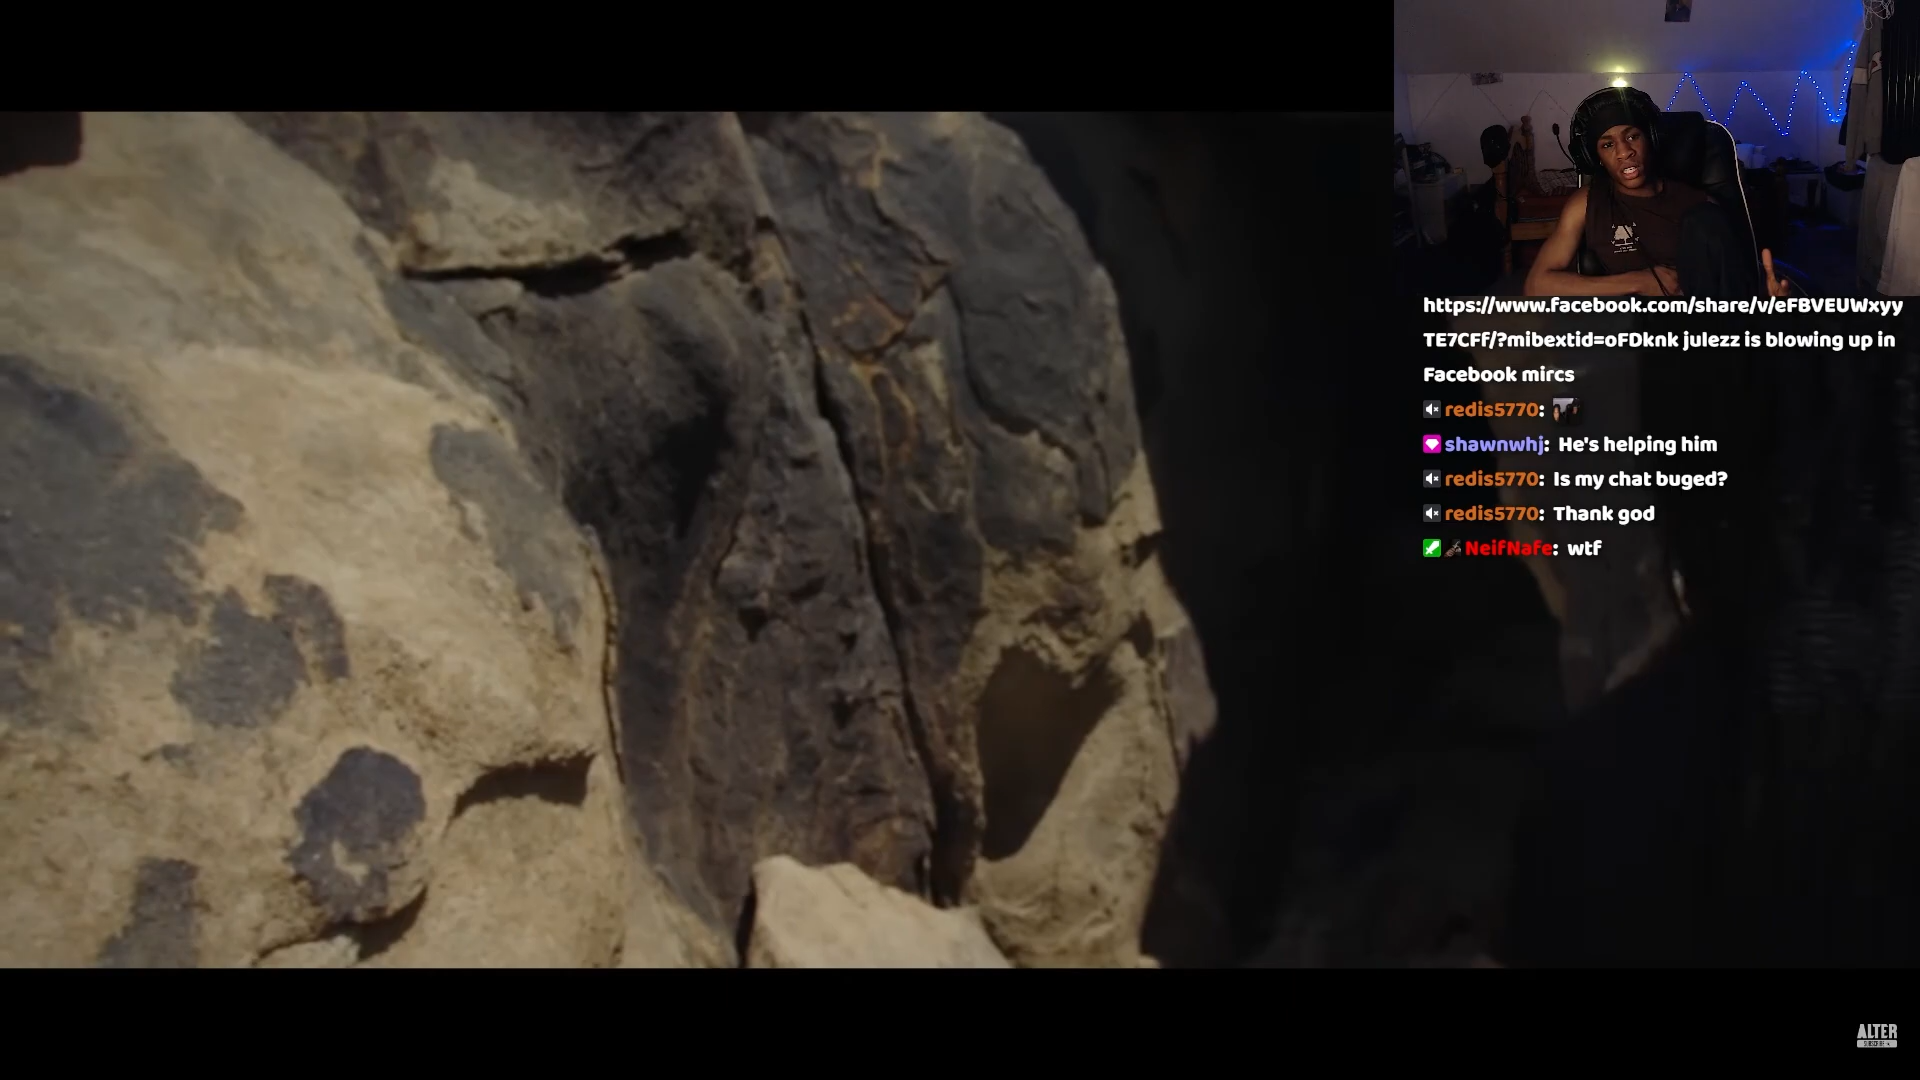 https://www.facebook.com/share/v/eFBVEUWxyy
TE7CFf/?mibextid=oFDknk julezz is blowing up in
Facebook mircs
redis5770:
shawnwhj: He's helping him
redis5770: Is my chat buged?
redis5770: Thank god
NeifNafe: wtf
ALTER
SUBSCRIBE